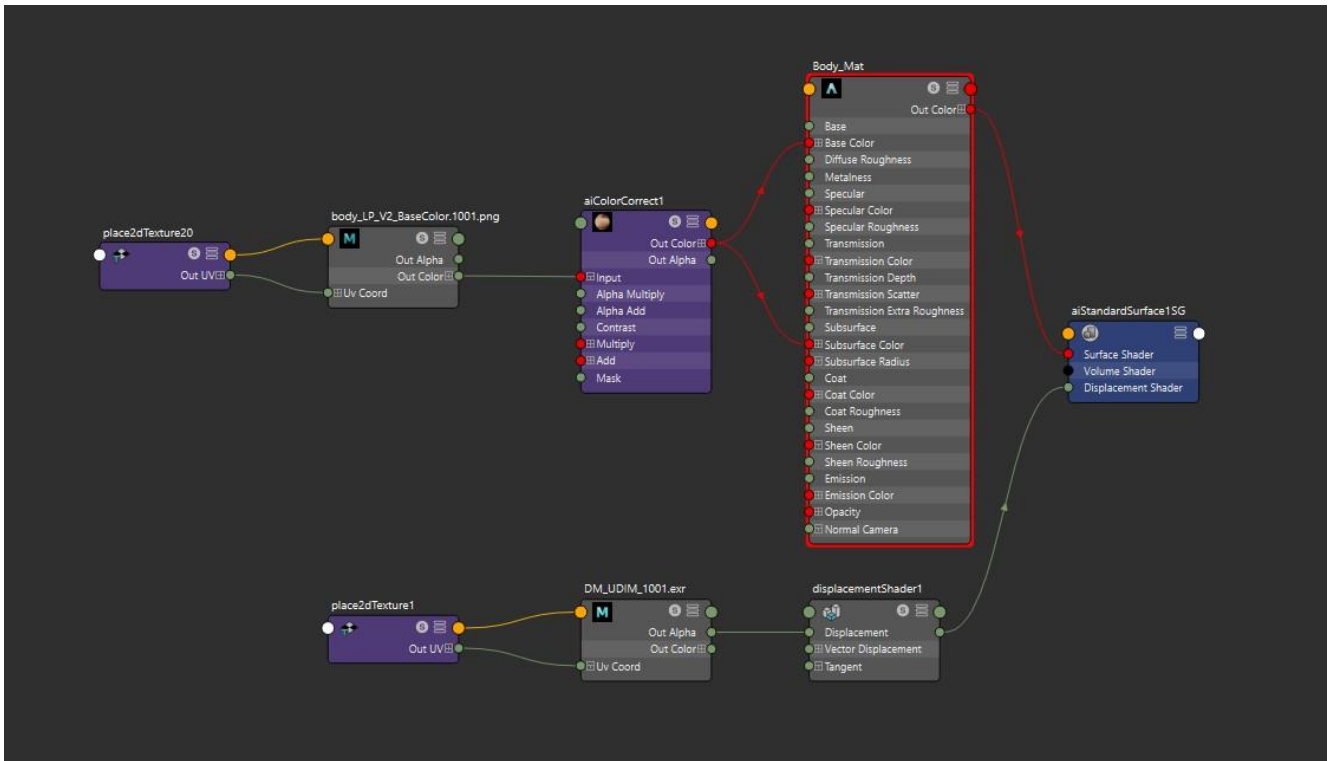 place2dTexture20
Out UV
body_LP_V2_BaseColor.1001.png
Out Alpha
Out Color
Uv Coord
aiColorCorrect1
Out Color
Out Alpha
Input
Alpha Multiply
Alpha Add
Contrast
Multiply
Add
Mask
Body_Mat
Out Color
Base
Base Color
Diffuse Roughness
Metalness
Specular
Specular Color
Specular Roughness
Transmission
Transmission Color
Transmission Depth
Transmission Scatter
Transmission Extra Roughness
Subsurface
Subsurface Color
Subsurface Radius
Coat
Coat Color
Coat Roughness
Sheen
Sheen Color
Sheen Roughness
Emission
Emission Color
Opacity
Normal Camera
aiStandardSurface1SG
Surface Shader
Volume Shader
Displacement Shader
place2dTexture1
Out UV
DM_UDIM_1001.exr
Out Alpha
Out Color
Uv Coord
displacementShader1
Displacement
Vector Displacement
Tangent